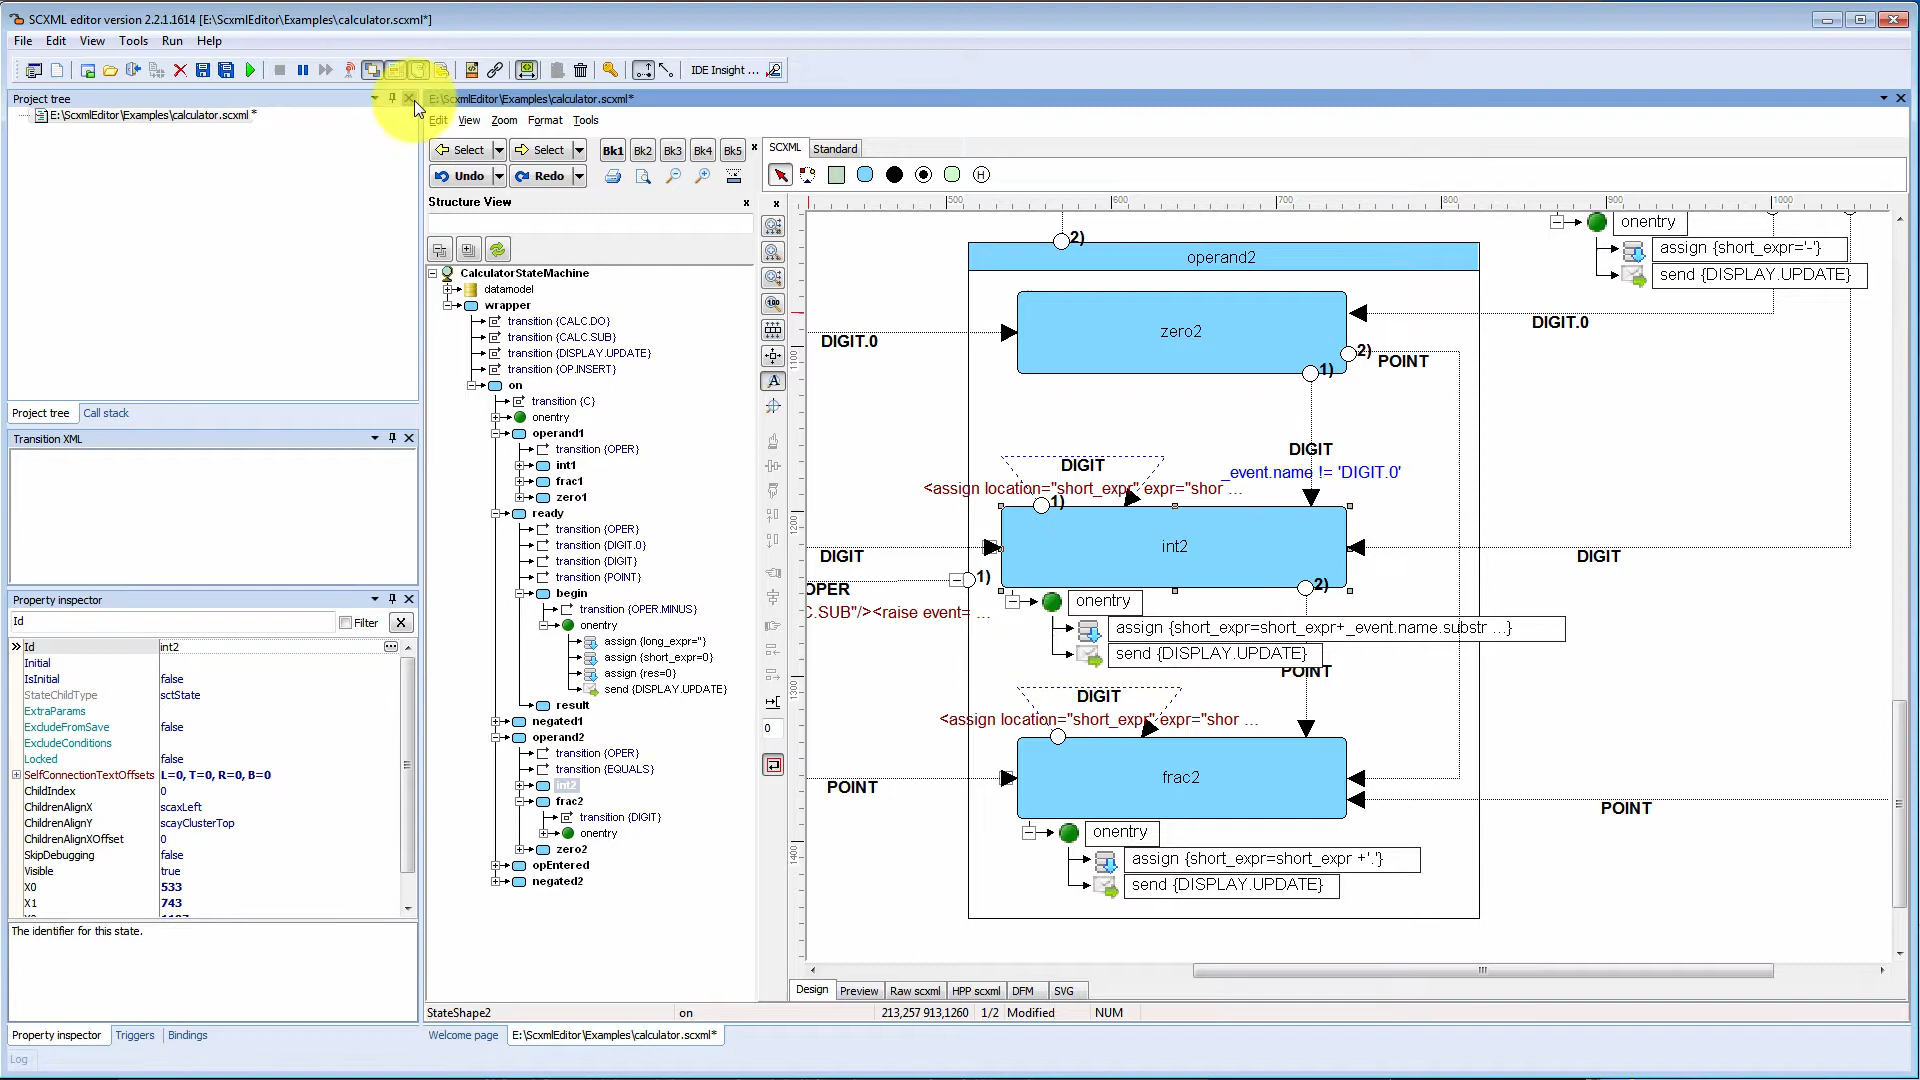 SCXML editor version 2.2.1.1614 [E:\ScxmlEditor\Examples\calculator.scxml*]
File Edit View Tools Run Help
IDE Insight ...
Project tree
E:\ScxmlEditor\Examples\calculator.scxml *
Project tree Call stack
Transition XML
Property inspector
Id
Filter X
Id int2
Initial
IsInitial false
StateChildType sctState
ExtraParams
ExcludeFromSave false
ExcludeConditions
Locked false
SelfConnectionTextOffsets L=0, T=0, R=0, B=0
ChildIndex 0
ChildrenAlignX scaxLeft
ChildrenAlignY scayClusterTop
ChildrenAlignXOffset 0
SkipDebugging false
Visible true
X0 533
X1 743
The identifier for this state.
Property inspector Triggers Bindings
Log
E:\ScxmlEditor\Examples\calculator.scxml*
Edit View Zoom Format Tools
Select Select Bk1 Bk2 Bk3 Bk4 Bk5
Undo Redo
Structure View
CalculatorStateMachine
datamodel
wrapper
transition {CALC.DO}
transition {CALC.SUB}
transition {DISPLAY.UPDATE}
transition {OP.INSERT}
on
transition {C}
onentry
operand1
transition {OPER}
int1
frac1
zero1
ready
transition {OPER}
transition {DIGIT.0}
transition {DIGIT}
transition {POINT}
begin
transition {OPER.MINUS}
onentry
assign {long_expr=''}
assign {short_expr=0}
assign {res=0}
send {DISPLAY.UPDATE}
result
negated1
operand2
transition {OPER}
transition {EQUALS}
int2
frac2
transition {DIGIT}
onentry
zero2
opEntered
negated2
100
A
0
SCXML Standard
H
500 600 700 800 900 1000
1100
1200
1300
1400
2)
operand2
onentry
assign {short_expr='-'}
send {DISPLAY.UPDATE}
zero2
DIGIT.0
DIGIT.0
2)
POINT
1)
DIGIT
_event.name != 'DIGIT.0'
DIGIT
<assign location="short_expr" expr="shor ...
1)
int2
DIGIT
DIGIT
1)
2)
OPER
C.SUB"/><raise event= ...
onentry
assign {short_expr=short_expr+_event.name.substr ...}
send {DISPLAY.UPDATE}
POINT
DIGIT
<assign location="short_expr" expr="shor ...
frac2
POINT
POINT
onentry
assign {short_expr=short_expr +'.'}
send {DISPLAY.UPDATE}
Design Preview Raw scxml HPP scxml DFM SVG
StateShape2 on 213,257 913,1260 1/2 Modified NUM
Welcome page E:\ScxmlEditor\Examples\calculator.scxml*